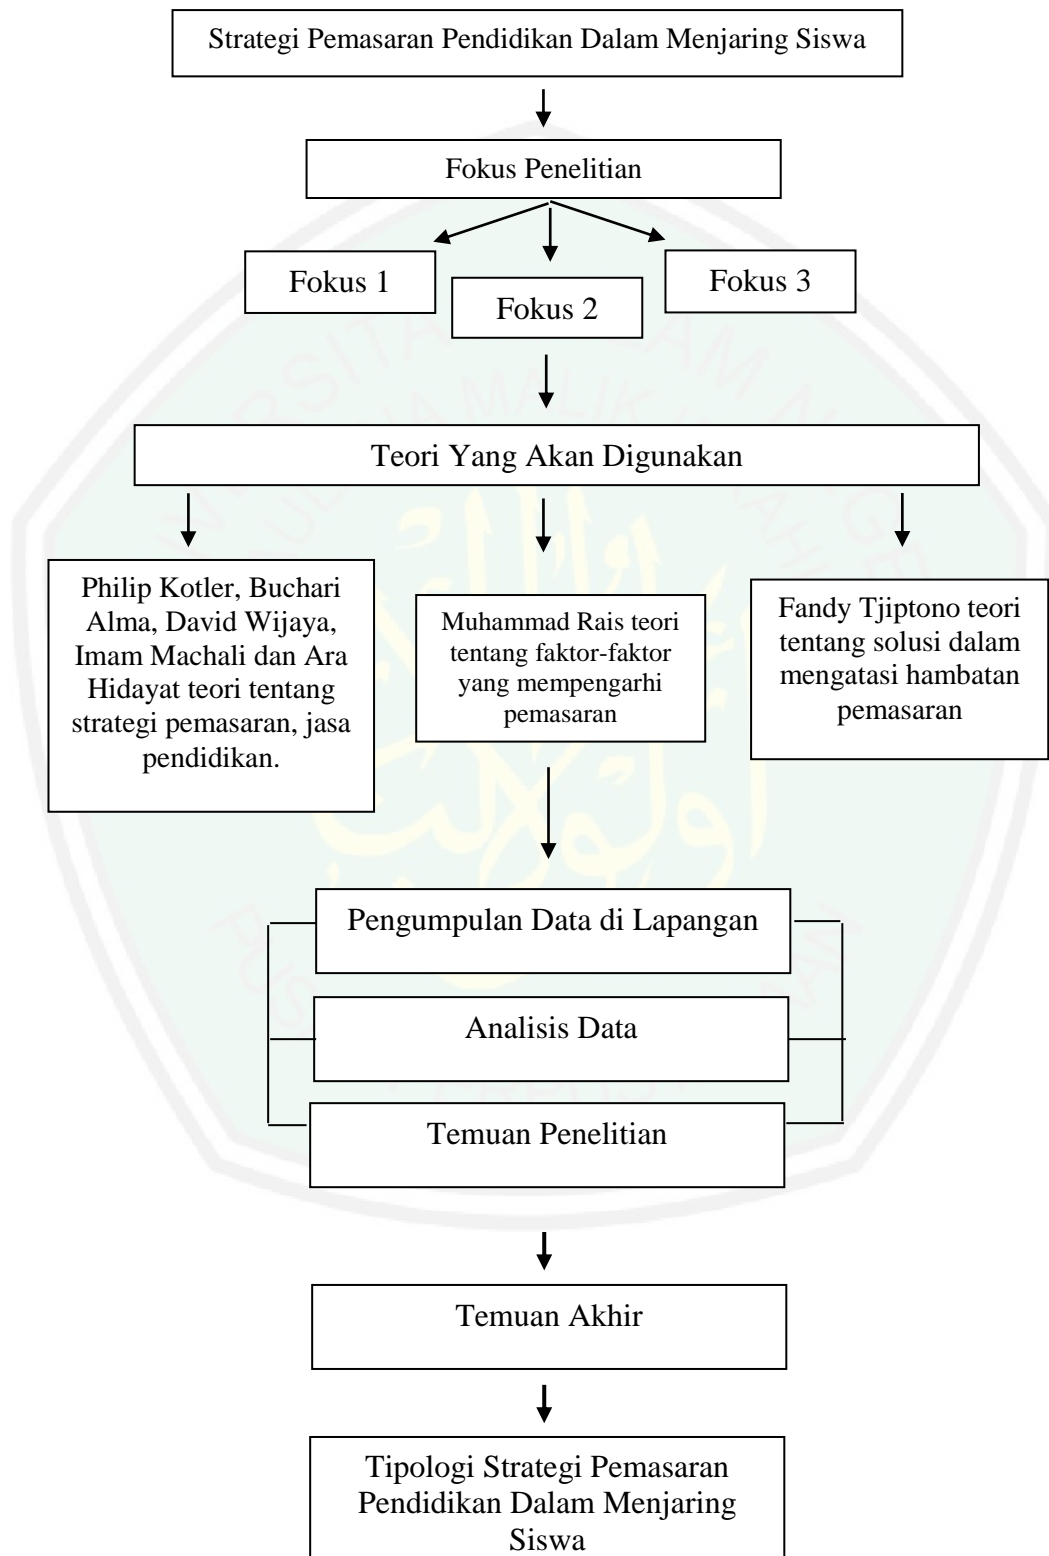 Strategi Pemasaran Pendidikan Dalam Menjaring Siswa
Fokus Penelitian
Fokus 1
Fokus 2
Fokus 3
Teori Yang Akan Digunakan
Philip Kotler, Buchari
Alma, David Wijaya,
Imam Machali dan Ara
Hidayat teori tentang
strategi pemasaran, jasa
pendidikan.
Muhammad Rais teori
tentang faktor-faktor
yang mempengarhi
pemasaran
Fandy Tjiptono teori
tentang solusi dalam
mengatasi hambatan
pemasaran
Pengumpulan Data di Lapangan
Analisis Data
Temuan Penelitian
Temuan Akhir
Tipologi Strategi Pemasaran
Pendidikan Dalam Menjaring
Siswa